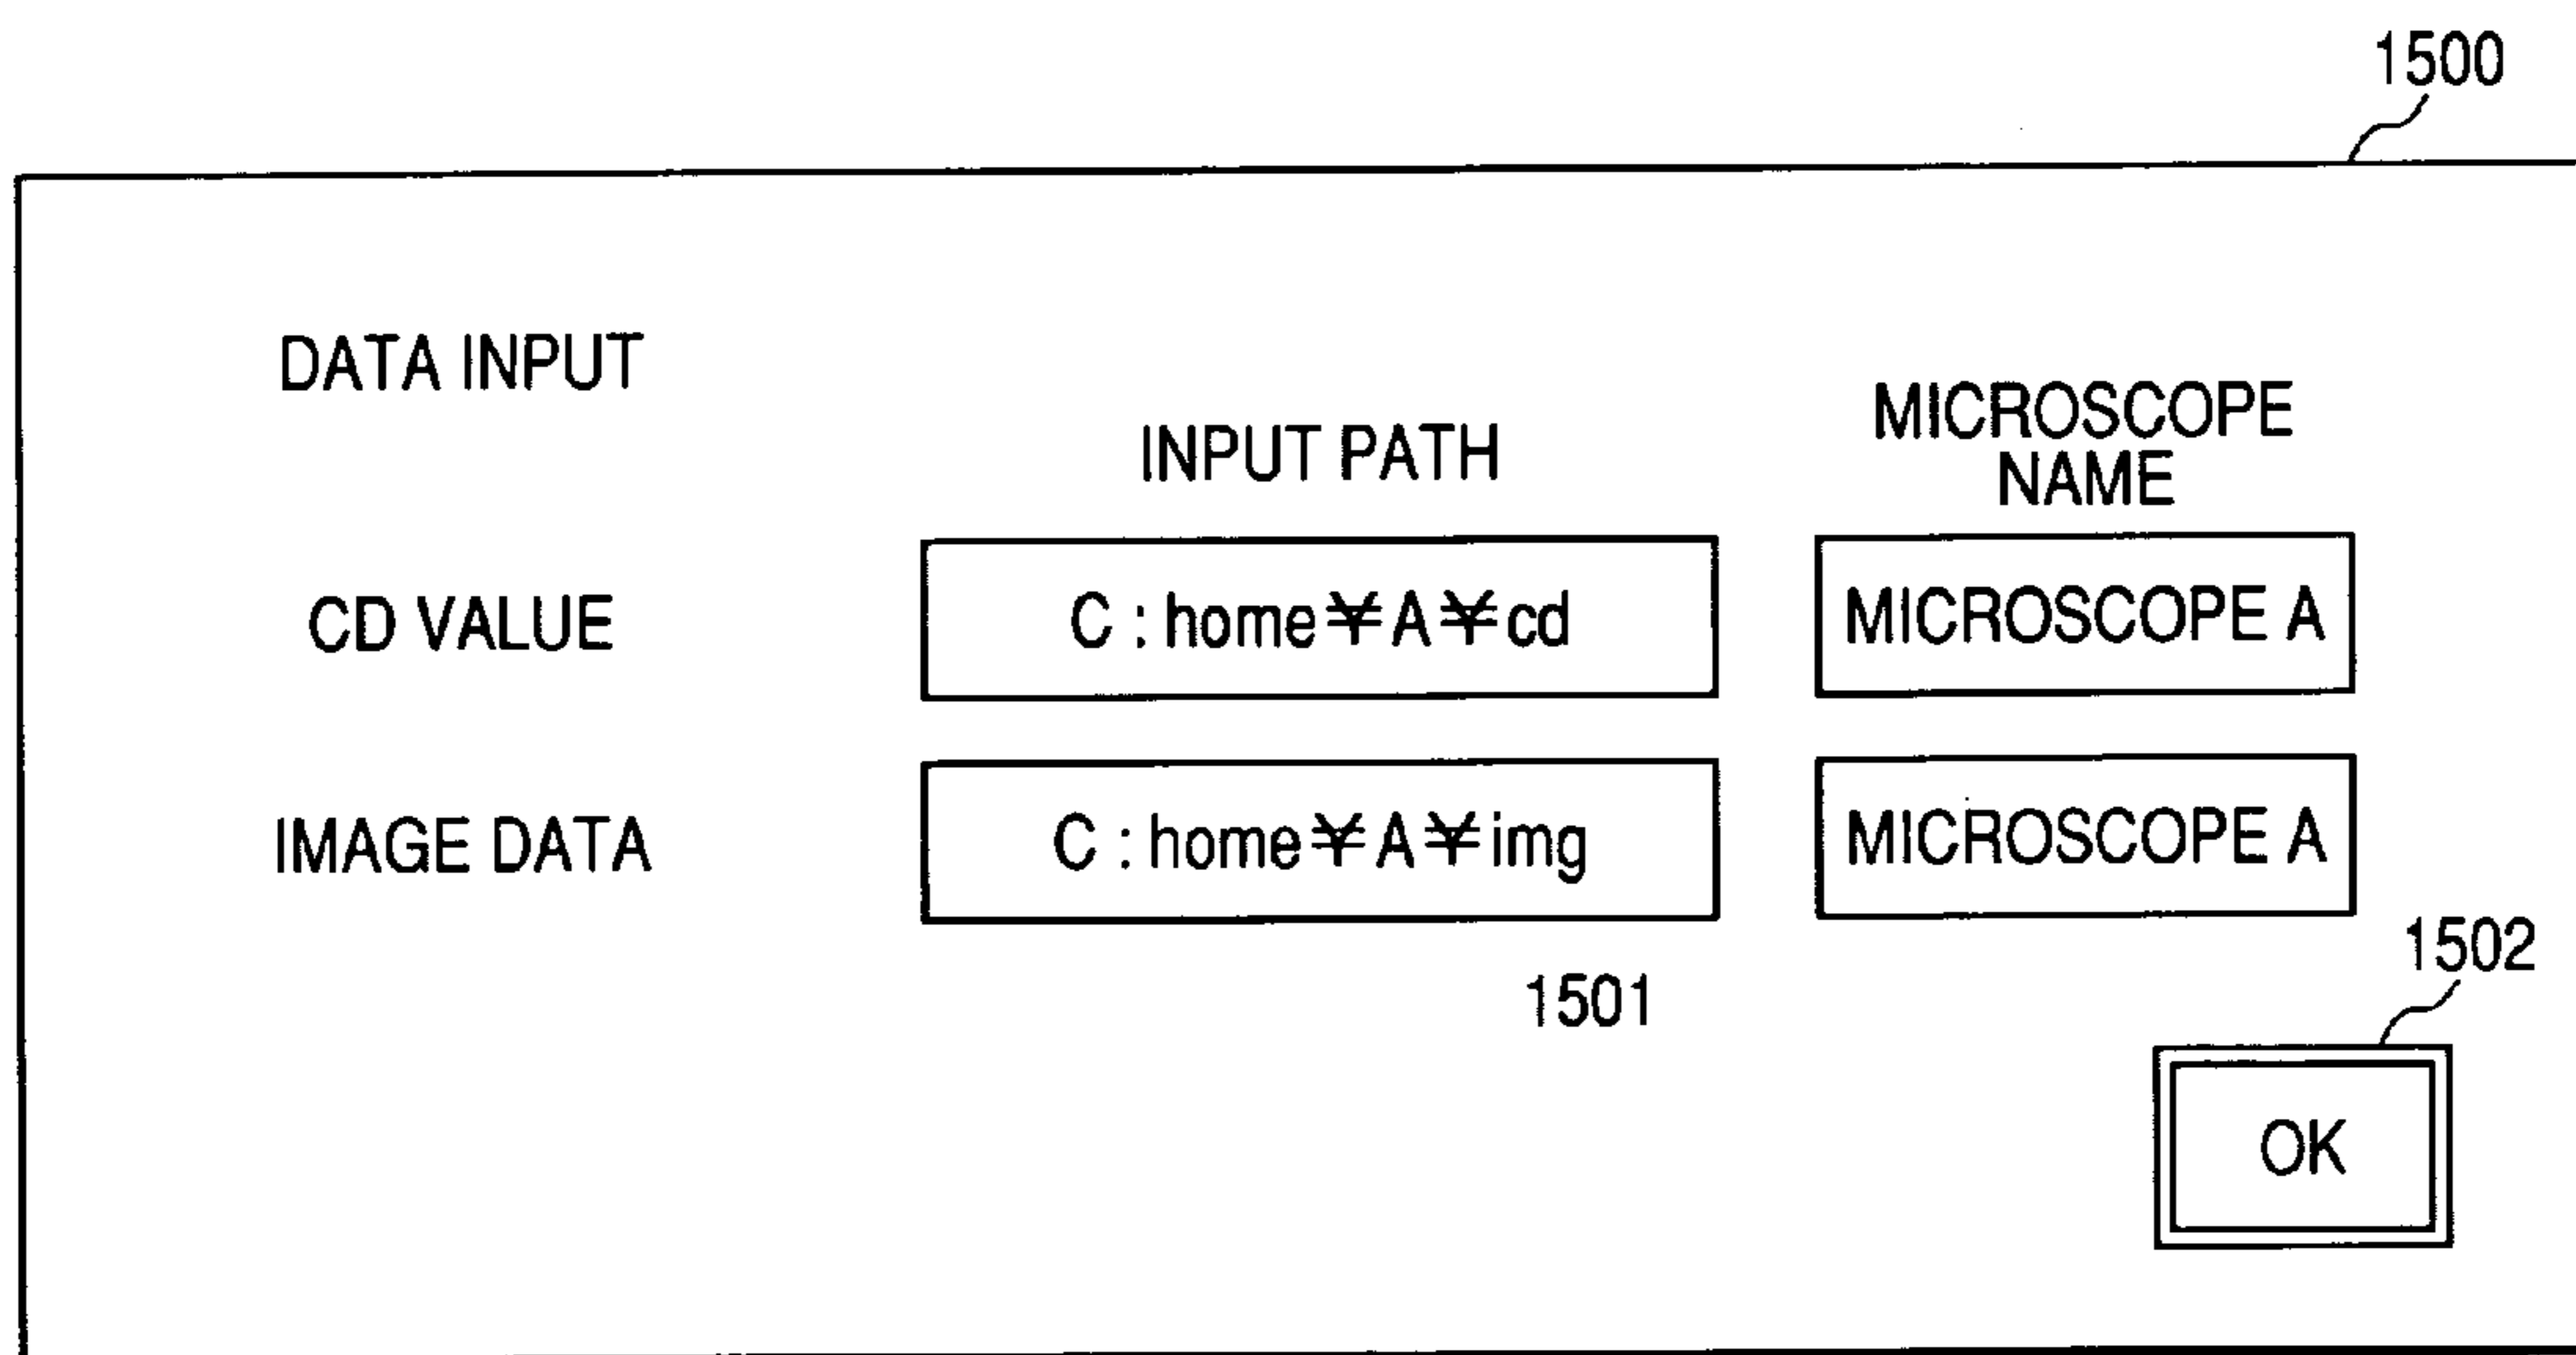 1500
DATA INPUT
INPUT PATH
MICROSCOPE
NAME
CD VALUE
C : home¥A¥cd
MICROSCOPE A
IMAGE DATA
C : home¥A¥img
MICROSCOPE A
1501
1502
OK